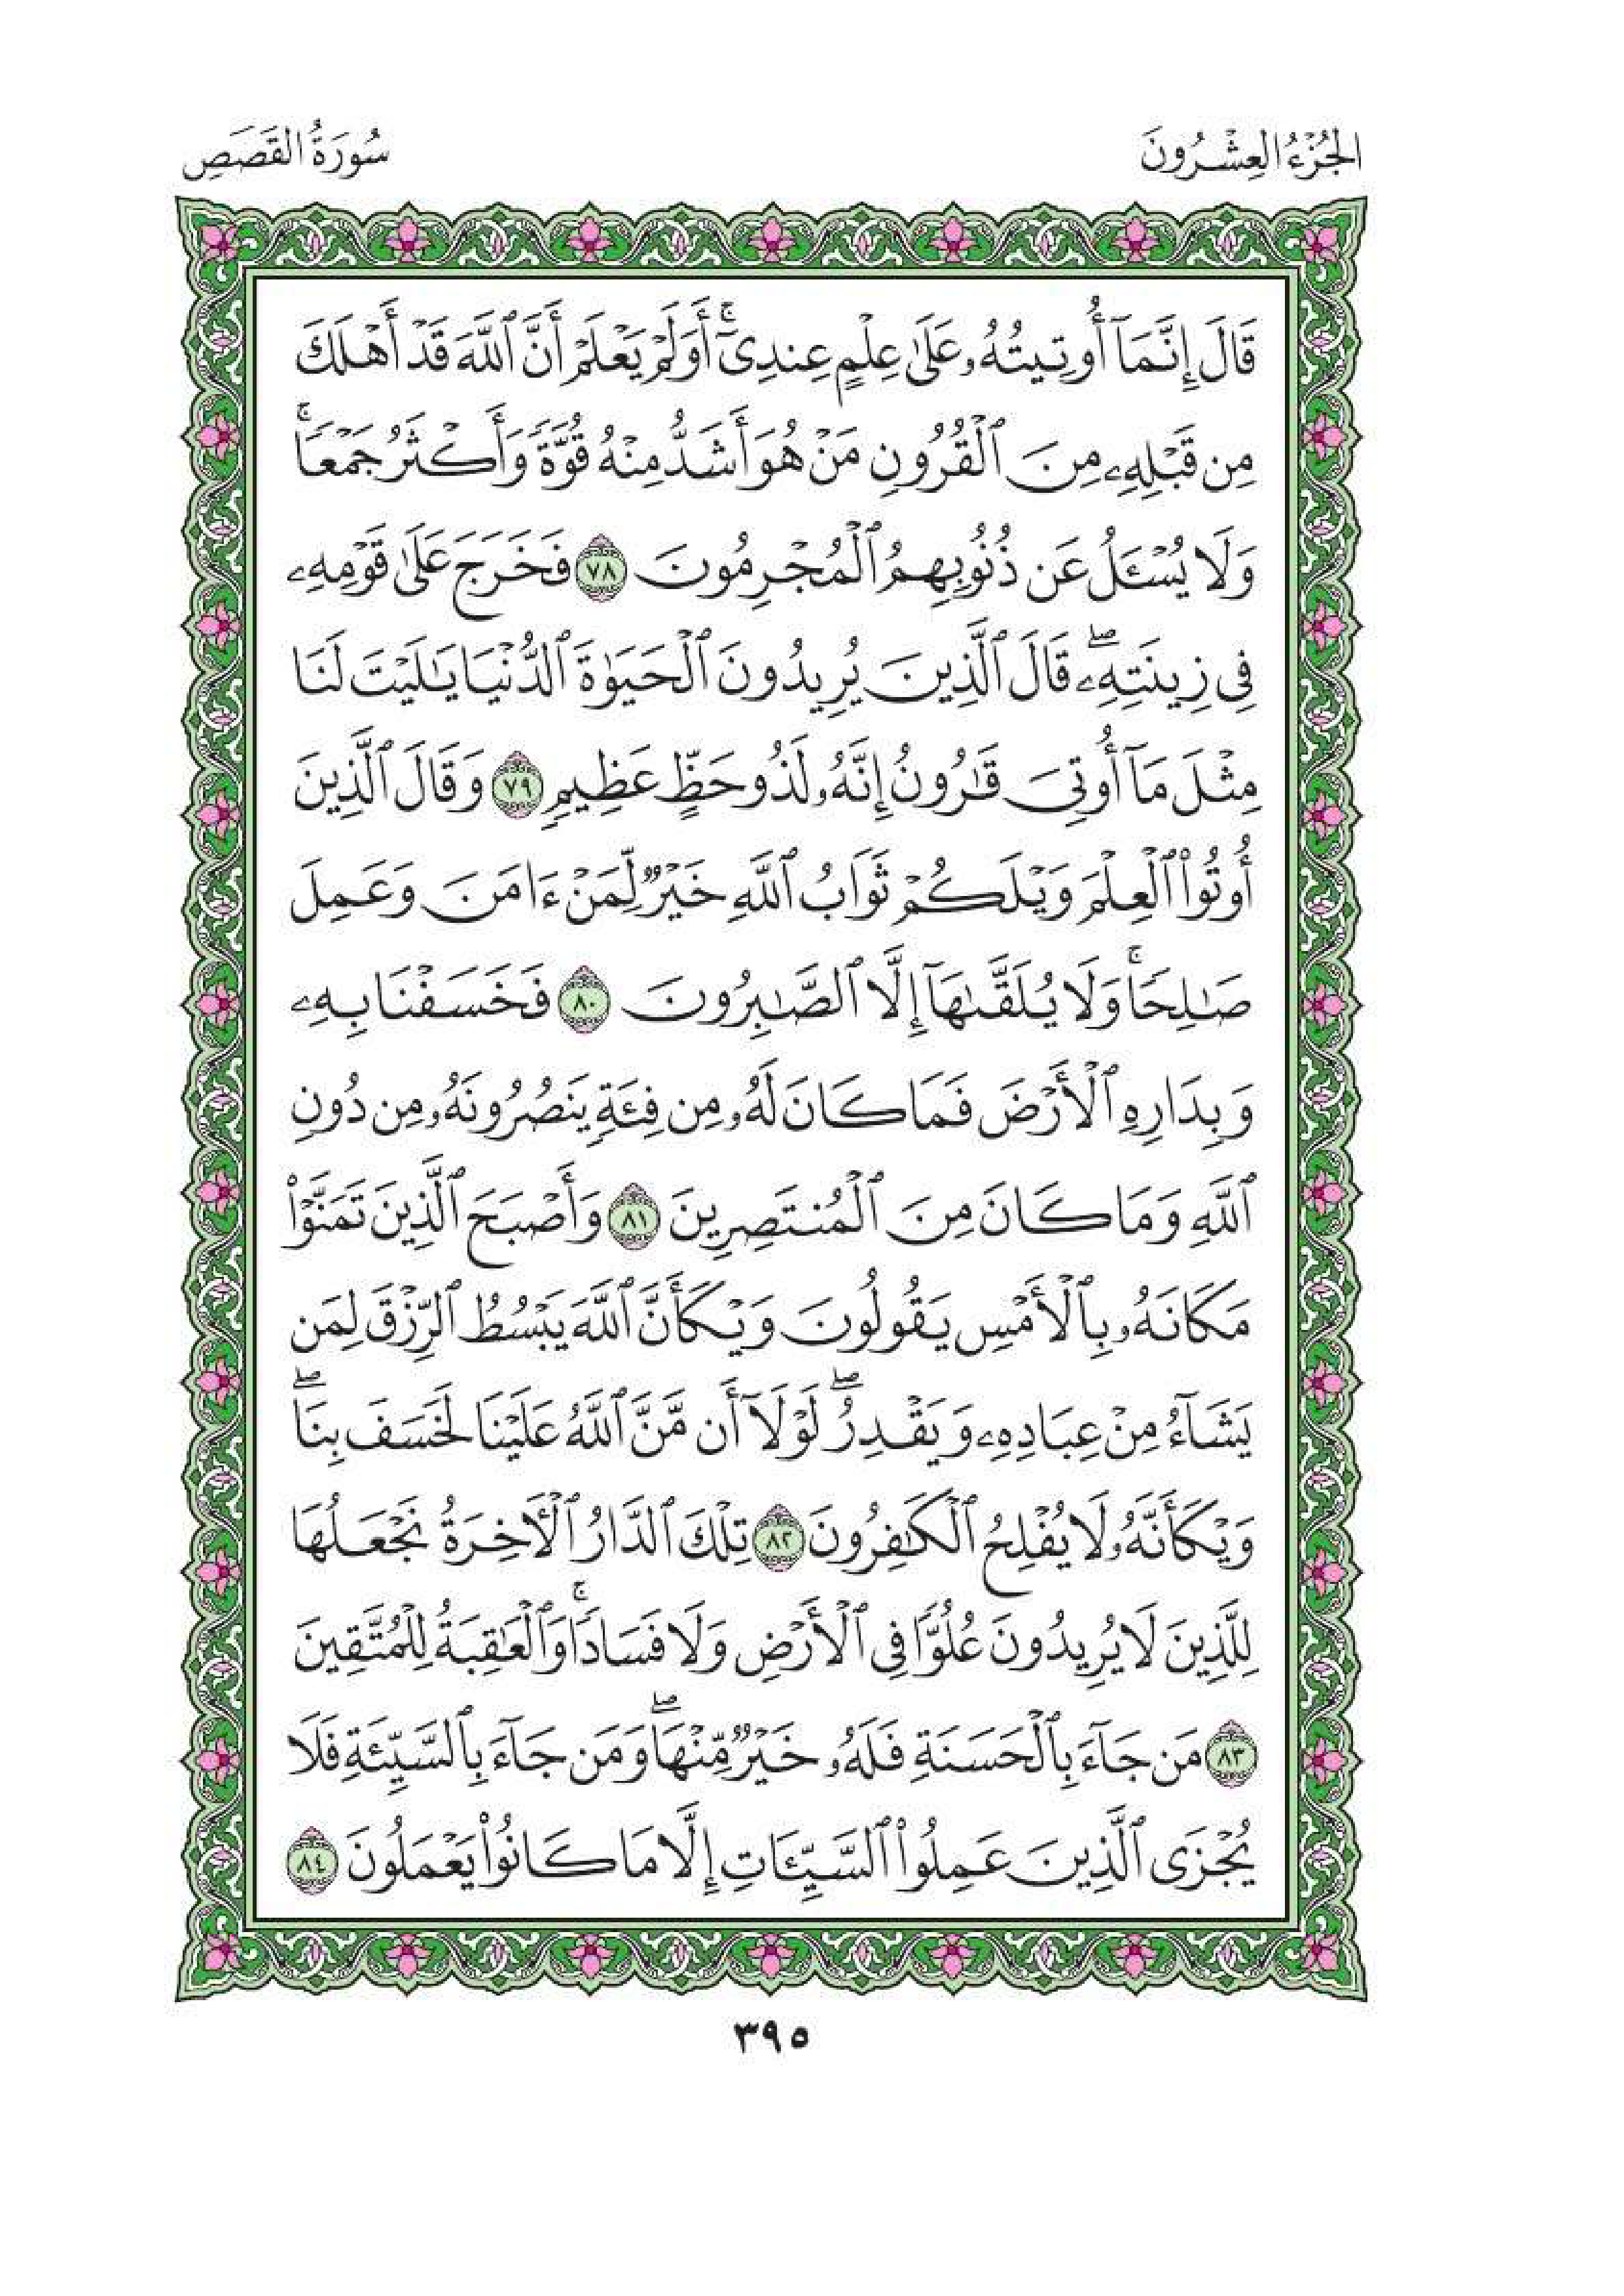 الجُزْءُ العِشْرُونَ
سُورَةُ القَصَصِ
قَالَ إِنَّمَآ أُوتِيتُهُۥ عَلَىٰ عِلْمٍ عِندِىٓۚ أَوَلَمْ يَعْلَمْ أَنَّ ٱللَّهَ قَدْ أَهْلَكَ
مِن قَبْلِهِۦ مِنَ ٱلْقُرُونِ مَنْ هُوَ أَشَدُّ مِنْهُ قُوَّةً وَأَكْثَرُ جَمْعًاۚ
وَلَا يُسْـَٔلُ عَن ذُنُوبِهِمُ ٱلْمُجْرِمُونَ ٧٨ فَخَرَجَ عَلَىٰ قَوْمِهِۦ
فِى زِينَتِهِۦۖ قَالَ ٱلَّذِينَ يُرِيدُونَ ٱلْحَيَوٰةَ ٱلدُّنْيَا يَـٰلَيْتَ لَنَا
مِثْلَ مَآ أُوتِىَ قَـٰرُونُ إِنَّهُۥ لَذُو حَظٍّ عَظِيمٍ ٧٩ وَقَالَ ٱلَّذِينَ
أُوتُوا۟ ٱلْعِلْمَ وَيْلَكُمْ ثَوَابُ ٱللَّهِ خَيْرٌ لِّمَنْ ءَامَنَ وَعَمِلَ
صَـٰلِحًاۚ وَلَا يُلَقَّىٰهَآ إِلَّا ٱلصَّـٰبِرُونَ ٨٠ فَخَسَفْنَا بِهِۦ
وَبِدَارِهِ ٱلْأَرْضَ فَمَا كَانَ لَهُۥ مِن فِئَةٍ يَنصُرُونَهُۥ مِن دُونِ
ٱللَّهِ وَمَا كَانَ مِنَ ٱلْمُنتَصِرِينَ ٨١ وَأَصْبَحَ ٱلَّذِينَ تَمَنَّوْا۟
مَكَانَهُۥ بِٱلْأَمْسِ يَقُولُونَ وَيْكَأَنَّ ٱللَّهَ يَبْسُطُ ٱلرِّزْقَ لِمَن
يَشَآءُ مِنْ عِبَادِهِۦ وَيَقْدِرُۖ لَوْلَآ أَن مَّنَّ ٱللَّهُ عَلَيْنَا لَخَسَفَ بِنَاۖ
وَيْكَأَنَّهُۥ لَا يُفْلِحُ ٱلْكَـٰفِرُونَ ٨٢ تِلْكَ ٱلدَّارُ ٱلْـَٔاخِرَةُ نَجْعَلُهَا
لِلَّذِينَ لَا يُرِيدُونَ عُلُوًّا فِى ٱلْأَرْضِ وَلَا فَسَادًاۚ وَٱلْعَـٰقِبَةُ لِلْمُتَّقِينَ
٨٣ مَن جَآءَ بِٱلْحَسَنَةِ فَلَهُۥ خَيْرٌ مِّنْهَاۖ وَمَن جَآءَ بِٱلسَّيِّئَةِ فَلَا
يُجْزَى ٱلَّذِينَ عَمِلُوا۟ ٱلسَّيِّـَٔاتِ إِلَّا مَا كَانُوا۟ يَعْمَلُونَ ٨٤
٣٩٥